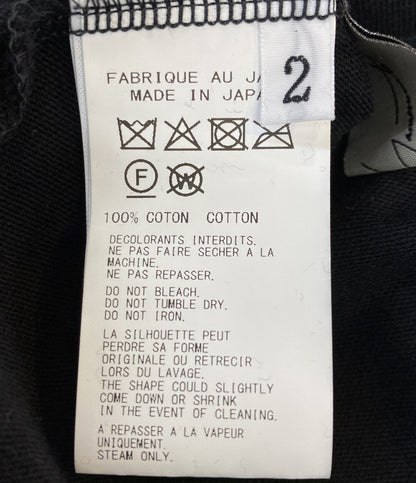 FABRIQUE AU
MADE IN JAPA
2
F
W
100% COTON COTTON
DECOLORANTS INTERDITS.
NE PAS FAIRE SECHER A LA
MACHINE.
NE PAS REPASSER.
DO NOT BLEACH.
DO NOT TUMBLE DRY.
DO NOT IRON.
LA SILHOUETTE PEUT
PERDRE SA FORME
ORIGINALE OU RETRECIR
LORS DU LAVAGE.
THE SHAPE COULD SLIGHTLY
COME DOWN OR SHRINK
IN THE EVENT OF CLEANING.
A REPASSER A LA VAPEUR
UNIQUEMENT.
STEAM ONLY.